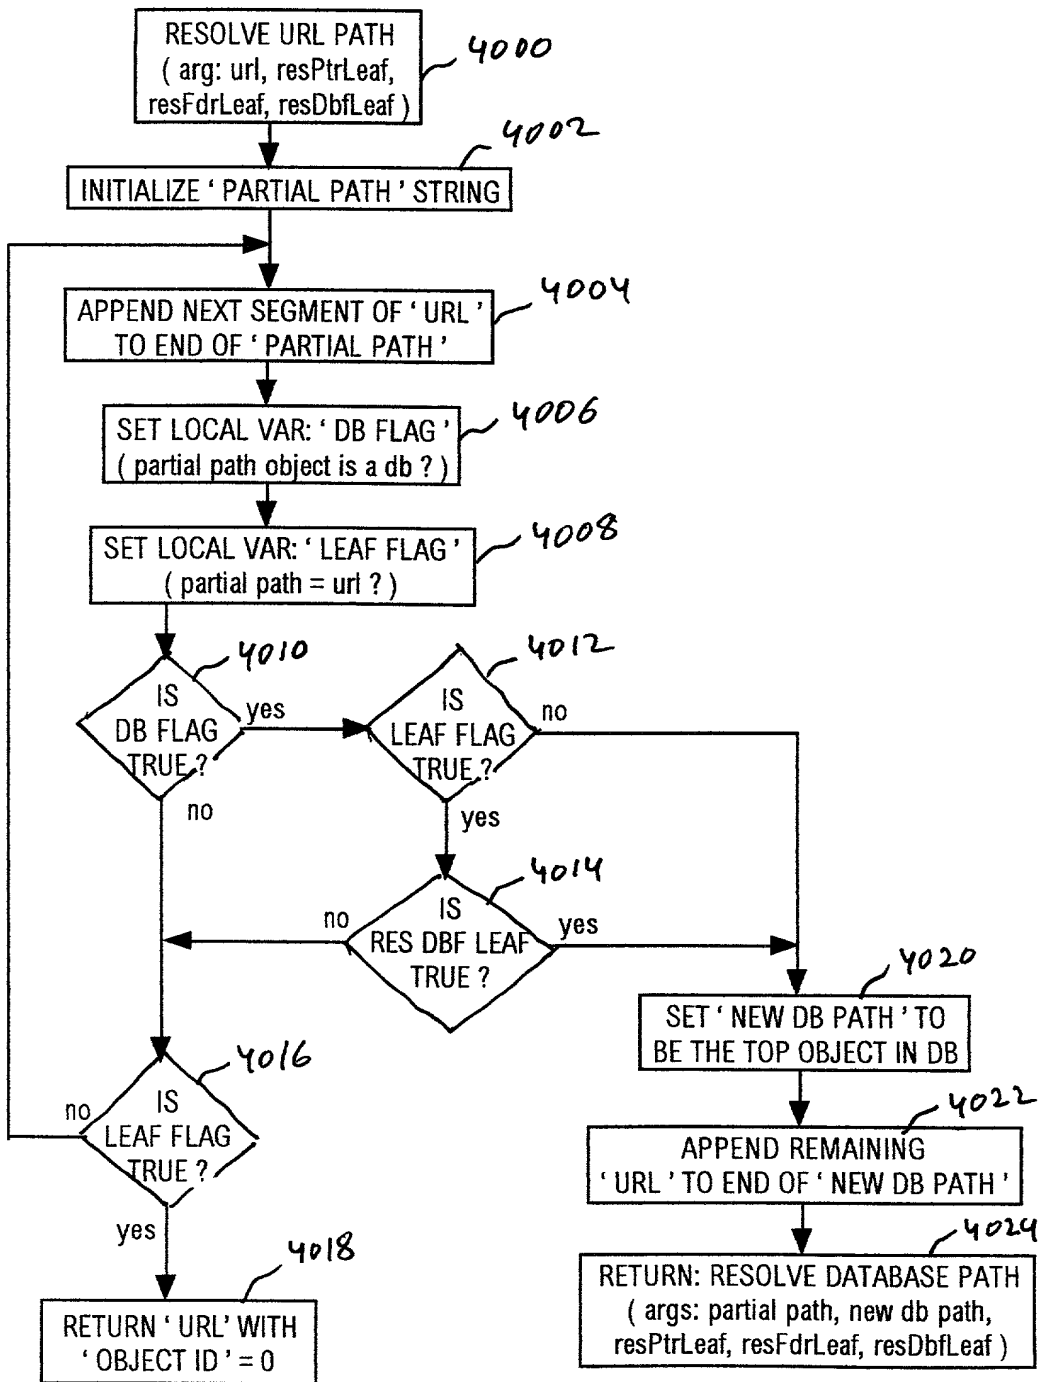 RESOLVE URL PATH
( arg: url, resPtrLeaf,
resFdrLeaf, resDbfLeaf )
4000
4002
INITIALIZE ' PARTIAL PATH ' STRING
4004
APPEND NEXT SEGMENT OF ' URL '
TO END OF ' PARTIAL PATH '
4006
SET LOCAL VAR: ' DB FLAG '
( partial path object is a db ? )
4008
SET LOCAL VAR: ' LEAF FLAG '
( partial path = url ? )
4010
IS
DB FLAG
TRUE ?
yes
no
4012
IS
LEAF FLAG
TRUE ?
no
yes
4014
IS
RES DBF LEAF
TRUE ?
no
yes
4016
IS
LEAF FLAG
TRUE ?
no
yes
4018
RETURN ' URL' WITH
' OBJECT ID ' = 0
4020
SET ' NEW DB PATH ' TO
BE THE TOP OBJECT IN DB
4022
APPEND REMAINING
' URL ' TO END OF ' NEW DB PATH '
4024
RETURN: RESOLVE DATABASE PATH
( args: partial path, new db path,
resPtrLeaf, resFdrLeaf, resDbfLeaf )